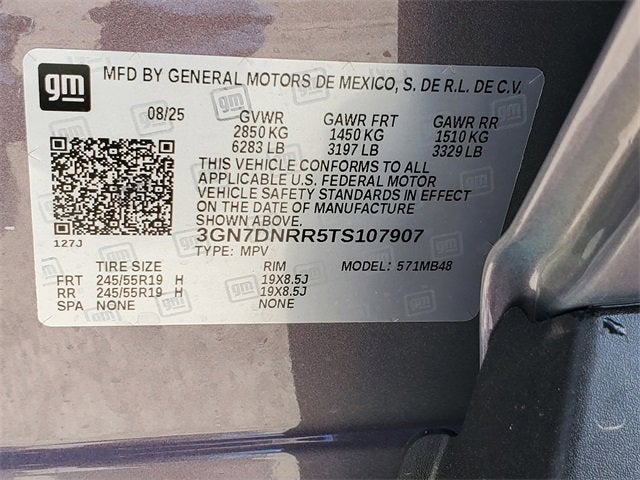 gm MFD BY GENERAL MOTORS DE MEXICO, S. DE R.L. DE C.V.
08/25 GVWR GAWR FRT GAWR RR
2850 KG 1450 KG 1510 KG
6283 LB 3197 LB 3329 LB
THIS VEHICLE CONFORMS TO ALL
APPLICABLE U.S. FEDERAL MOTOR
VEHICLE SAFETY STANDARDS IN EFFECT
ON THE DATE OF MANUFACTURE
SHOWN ABOVE.
3GN7DNRR5TS107907
127J TYPE: MPV MODEL: 571MB48
TIRE SIZE RIM
FRT 245/55R19 H 19X8.5J
RR 245/55R19 H 19X8.5J
SPA NONE NONE